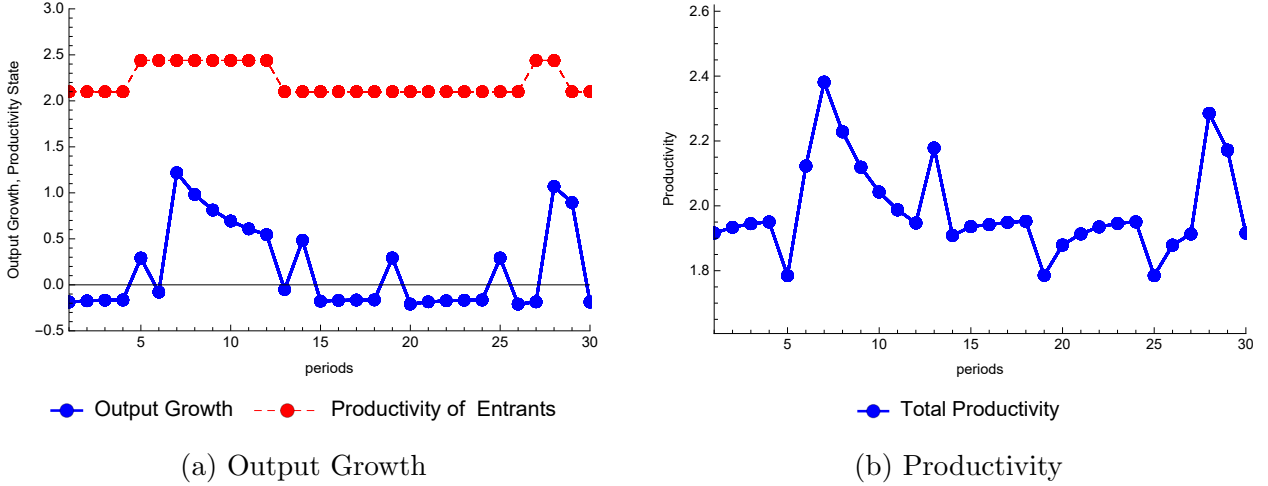 3.0
2.5
2.0
1.5
1.0
0.5
0.0
−0.5
Output Growth, Productivity State
5 10 15 20 25 30
periods
Output Growth Productivity of Entrants
(a) Output Growth
2.6
2.4
2.2
2.0
1.8
Productivity
5 10 15 20 25 30
periods
Total Productivity
(b) Productivity